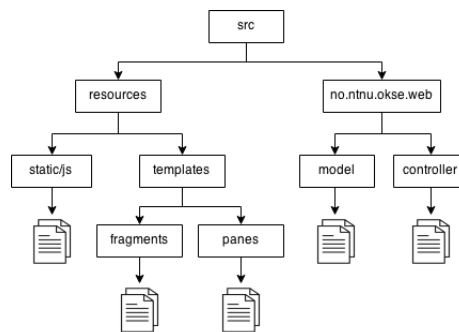 src
resources
no.ntnu.okse.web
static/js
templates
model
controller
fragments
panes